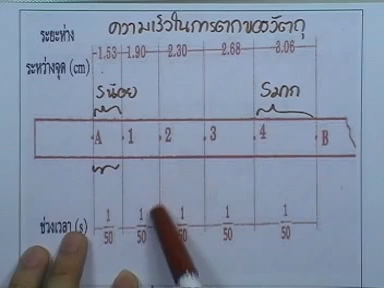 ความเร็วในการตกของวัตถุ
ระยะห่าง
ระหว่างจุด (cm)
1.53 1.90 2.30 2.68 3.06
Sน้อย Sมาก
A 1 2 3 4 B
ช่วงเวลา (s)
1/50 1/50 1/50 1/50 1/50